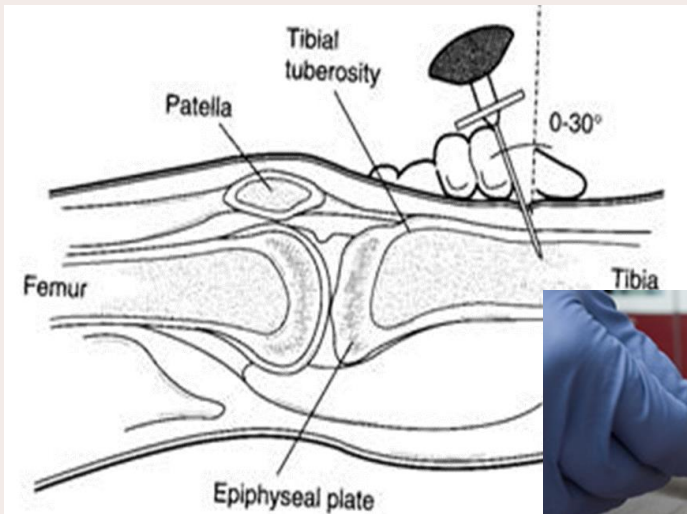 Tibial
tuberosity
Patella
0-30°
Femur
Tibia
Epiphyseal plate